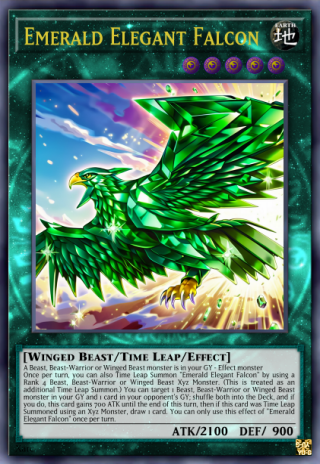 EMERALD ELEGANT FALCON
EARTH
地
[WINGED BEAST/TIME LEAP/EFFECT]
A Beast, Beast-Warrior or Winged Beast monster is in your GY - Effect monster
Once per turn, you can also Time Leap Summon "Emerald Elegant Falcon" by using a
Rank 4 Beast, Beast-Warrior or Winged Beast Xyz Monster. (This is treated as an
additional Time Leap Summon.) You can target 1 Beast, Beast-Warrior or Winged Beast
monster in your GY and 1 card in your opponent's GY; shuffle both into the Deck, and if
you do, this card gains 700 ATK until the end of this turn, then if this card was Time Leap
Summoned using an Xyz Monster, draw 1 card. You can only use this effect of "Emerald
Elegant Falcon" once per turn.
ATK/2100 DEF/ 900